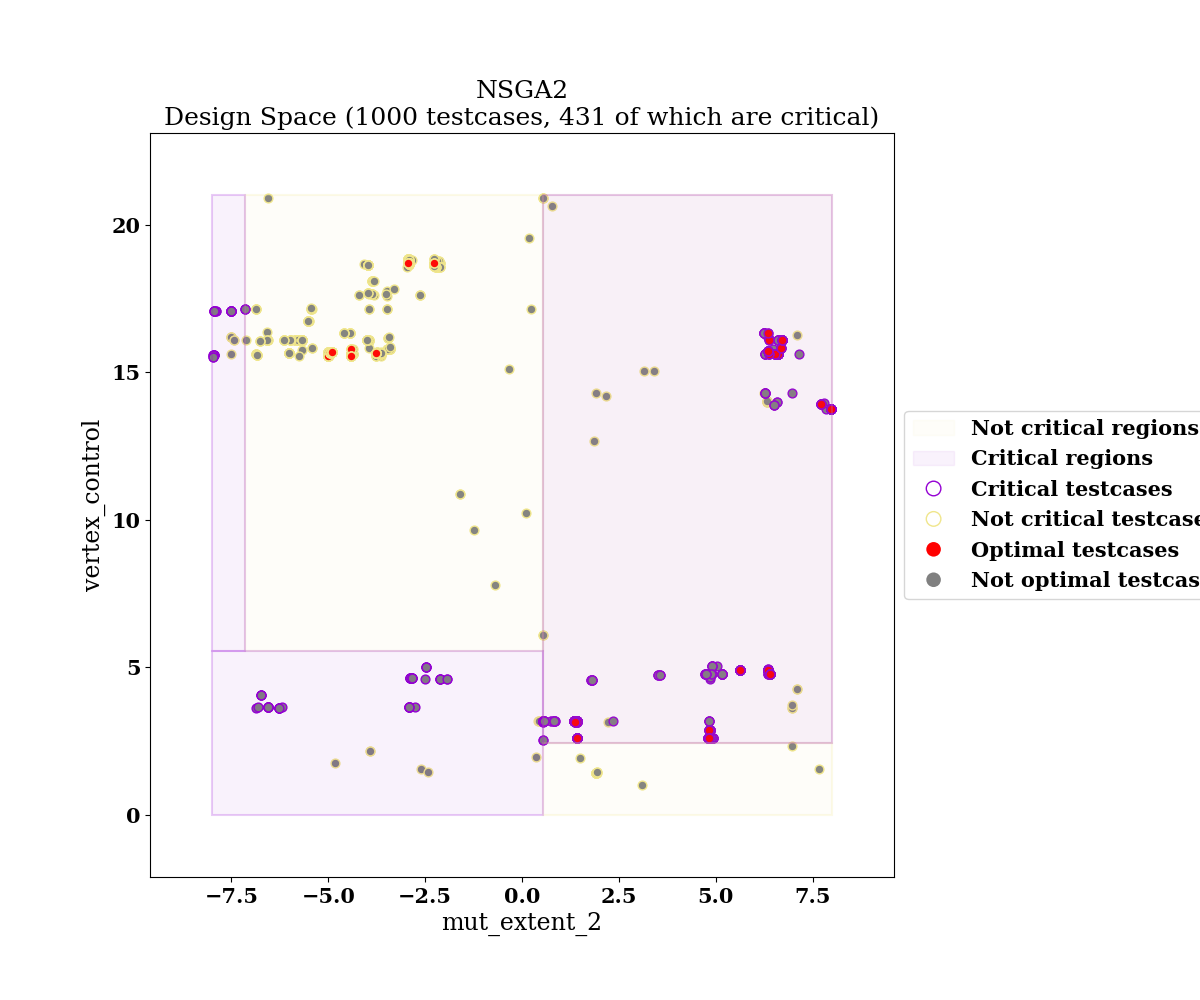 NSGA2
Design Space (1000 testcases, 431 of which are critical)
vertex_control
20
15
10
5
0
−7.5
−5.0
−2.5
0.0
2.5
5.0
7.5
mut_extent_2
Not critical regions
Critical regions
Critical testcases
Not critical testcase
Optimal testcases
Not optimal testcas